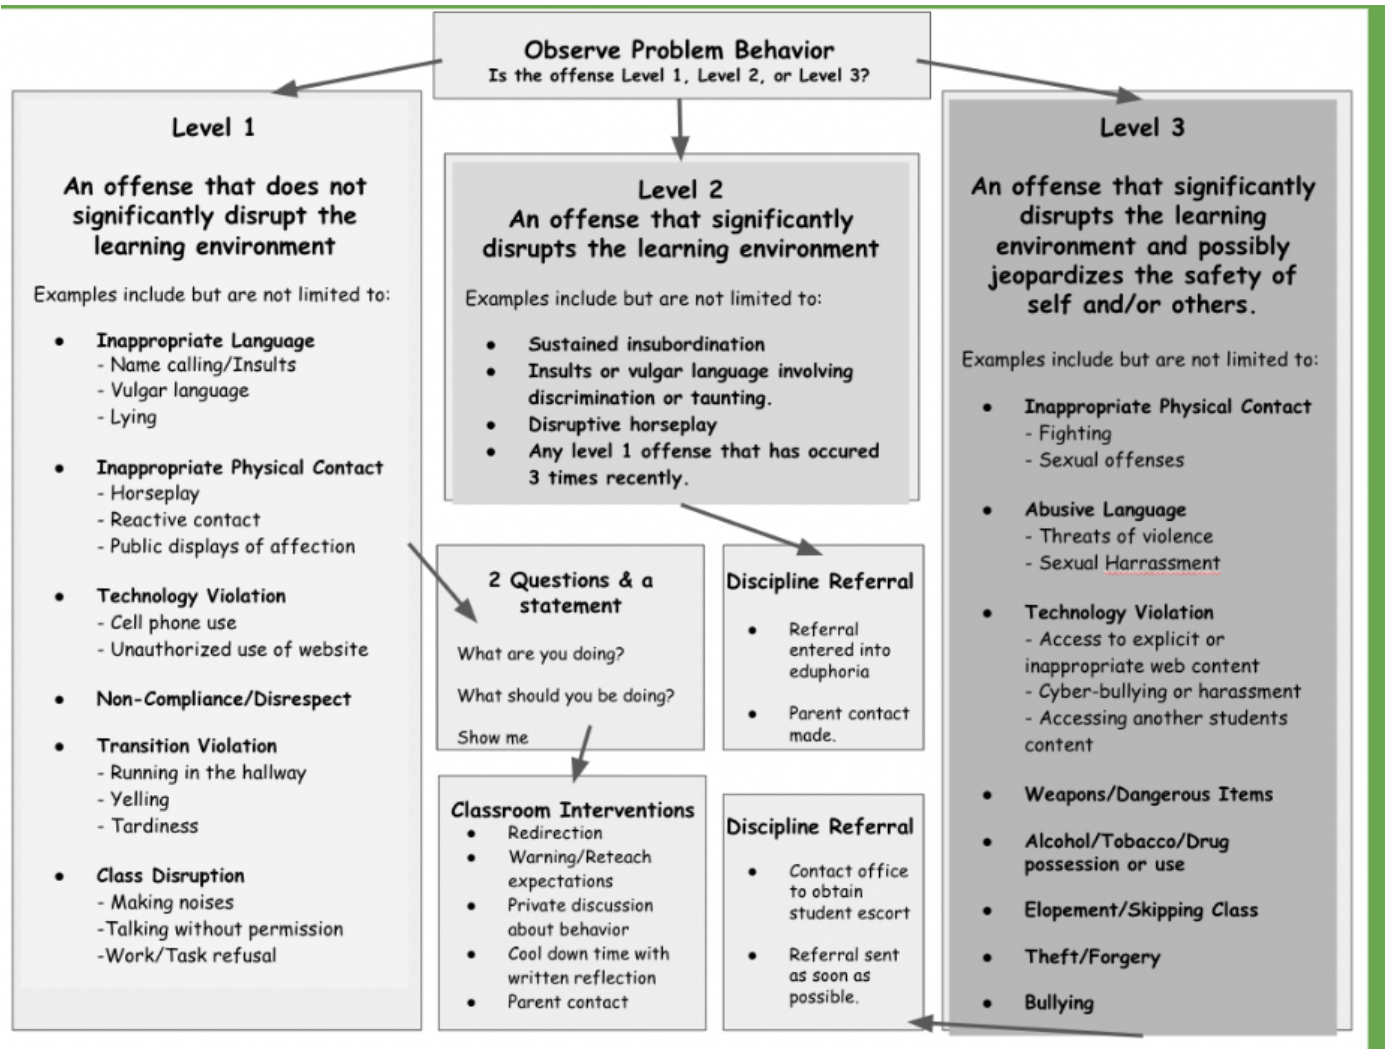 Observe Problem Behavior
Is the offense Level 1, Level 2, or Level 3?
Level 1
An offense that does not
significantly disrupt the
learning environment
Examples include but are not limited to:
● Inappropriate Language
- Name calling/Insults
- Vulgar language
- Lying
● Inappropriate Physical Contact
- Horseplay
- Reactive contact
- Public displays of affection
● Technology Violation
- Cell phone use
- Unauthorized use of website
● Non-Compliance/Disrespect
● Transition Violation
- Running in the hallway
- Yelling
- Tardiness
● Class Disruption
- Making noises
-Talking without permission
-Work/Task refusal
Level 2
An offense that significantly
disrupts the learning environment
Examples include but are not limited to:
● Sustained insubordination
● Insults or vulgar language involving
discrimination or taunting.
● Disruptive horseplay
● Any level 1 offense that has occured
3 times recently.
2 Questions & a
statement
What are you doing?
What should you be doing?
Show me
Classroom Interventions
● Redirection
● Warning/Reteach
expectations
● Private discussion
about behavior
● Cool down time with
written reflection
● Parent contact
Discipline Referral
● Referral
entered into
eduphoria
● Parent contact
made.
Discipline Referral
● Contact office
to obtain
student escort
● Referral sent
as soon as
possible.
Level 3
An offense that significantly
disrupts the learning
environment and possibly
jeopardizes the safety of
self and/or others.
Examples include but are not limited to:
● Inappropriate Physical Contact
- Fighting
- Sexual offenses
● Abusive Language
- Threats of violence
- Sexual Harrassment
● Technology Violation
- Access to explicit or
inappropriate web content
- Cyber-bullying or harassment
- Accessing another students
content
● Weapons/Dangerous Items
● Alcohol/Tobacco/Drug
possession or use
● Elopement/Skipping Class
● Theft/Forgery
● Bullying